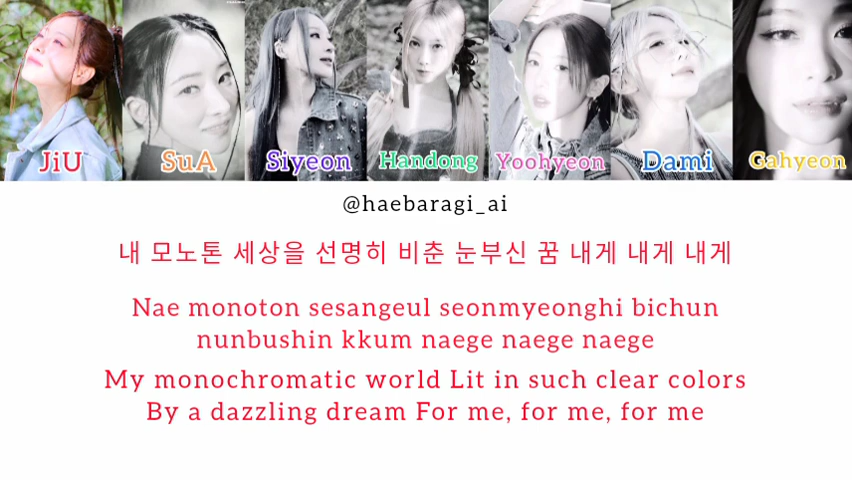 JiU SuA Siyeon Handong Yoohyeon Dami Gahyeon
@haebaragi_ai
내 모노톤 세상을 선명히 비춘 눈부신 꿈 내게 내게 내게
Nae monoton sesangeul seonmyeonghi bichun
nunbushin kkum naege naege naege
My monochromatic world Lit in such clear colors
By a dazzling dream For me, for me, for me